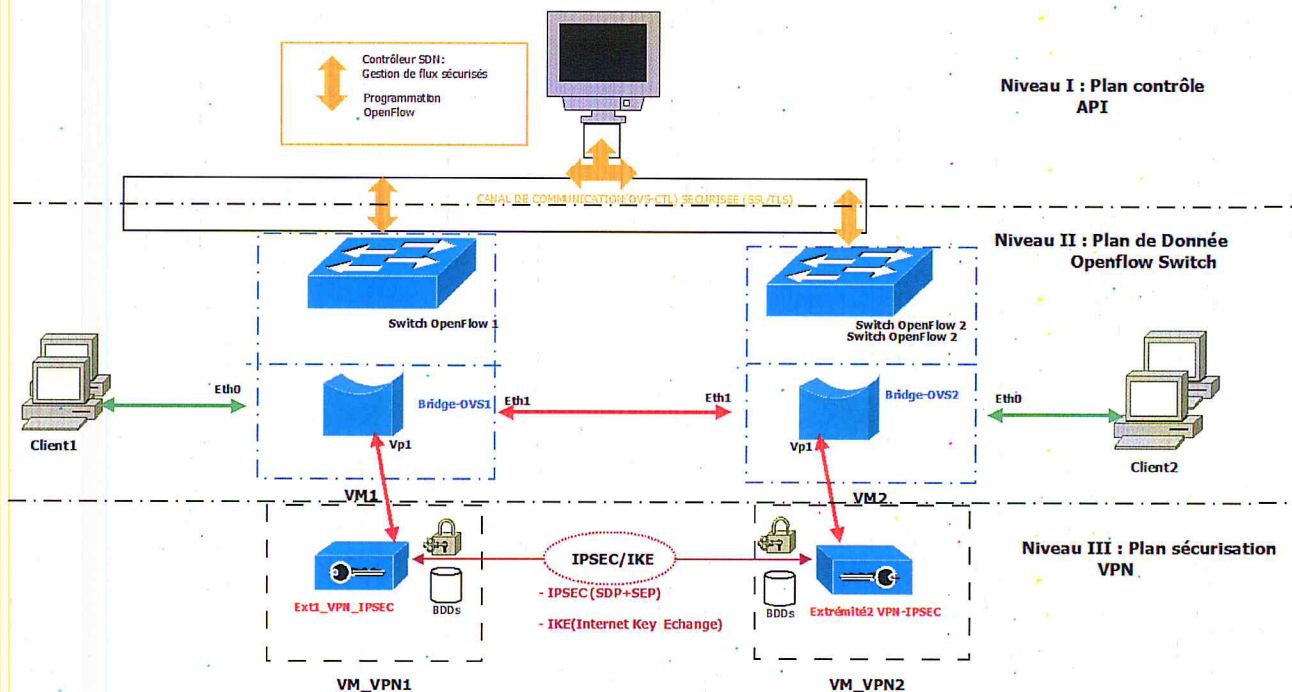 Contrôleur SDN:
Gestion de flux sécurisés
Programmation
OpenFlow
Niveau I : Plan contrôle
API
CANAL DE COMMUNICATION(OVS-CTL) SECURISEE (SSL/TLS)
Niveau II : Plan de Donnée
Openflow Switch
Switch OpenFlow 1
Switch OpenFlow 2
Switch OpenFlow 2
Eth0
Bridge-OVS1
Eth1
Eth1
Bridge-OVS2
Eth0
Client1
Vp1
Vp1
Client2
VM1
VM2
Niveau III : Plan sécurisation
VPN
IPSEC/IKE
- IPSEC (SDP+SEP)
- IKE(Internet Key Echange)
BDDs
BDDs
Ext1_VPN_IPSEC
Extrémité2 VPN-IPSEC
VM_VPN1
VM_VPN2